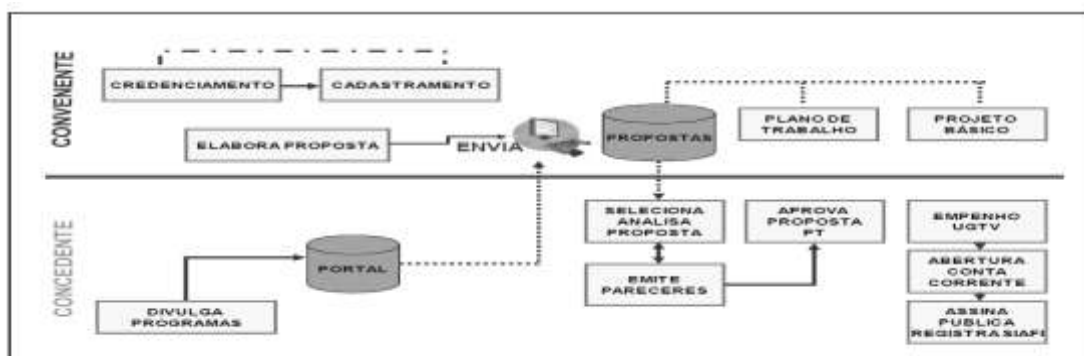 CONVENENTE
CREDENCIAMENTO
CADASTRAMENTO
ELABORA PROPOSTA
ENVIA
PROPOSTAS
PLANO DE
TRABALHO
PROJETO
BÁSICO
CONCEDENTE
DIVULGA
PROGRAMAS
PORTAL
SELECIONA
ANALISA
PROPOSTA
EMITE
PARECERES
APROVA
PROPOSTA
PT
EMPENHO
UGTV
ABERTURA
CONTA
CORRENTE
ASSINA
PUBLICA
REGISTRA SIAFI